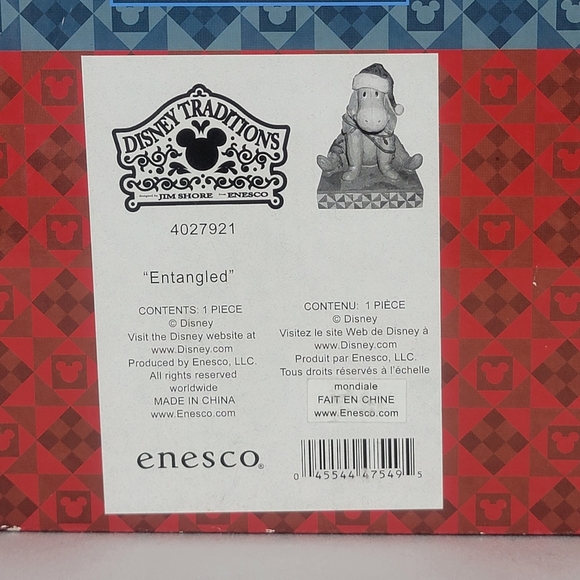 DISNEY TRADITIONS
designed by JIM SHORE from ENESCO
4027921
"Entangled"
CONTENTS: 1 PIECE
© Disney
Visit the Disney website at
www.Disney.com
Produced by Enesco, LLC.
All rights reserved
worldwide
MADE IN CHINA
www.Enesco.com
enesco®
CONTENU: 1 PIÈCE
© Disney
Visitez le site Web de Disney à
www.Disney.com
Produit par Enesco, LLC.
Tous droits réservés à l'échelle
mondiale
FAIT EN CHINE
www.Enesco.com
0 45544 47549 5